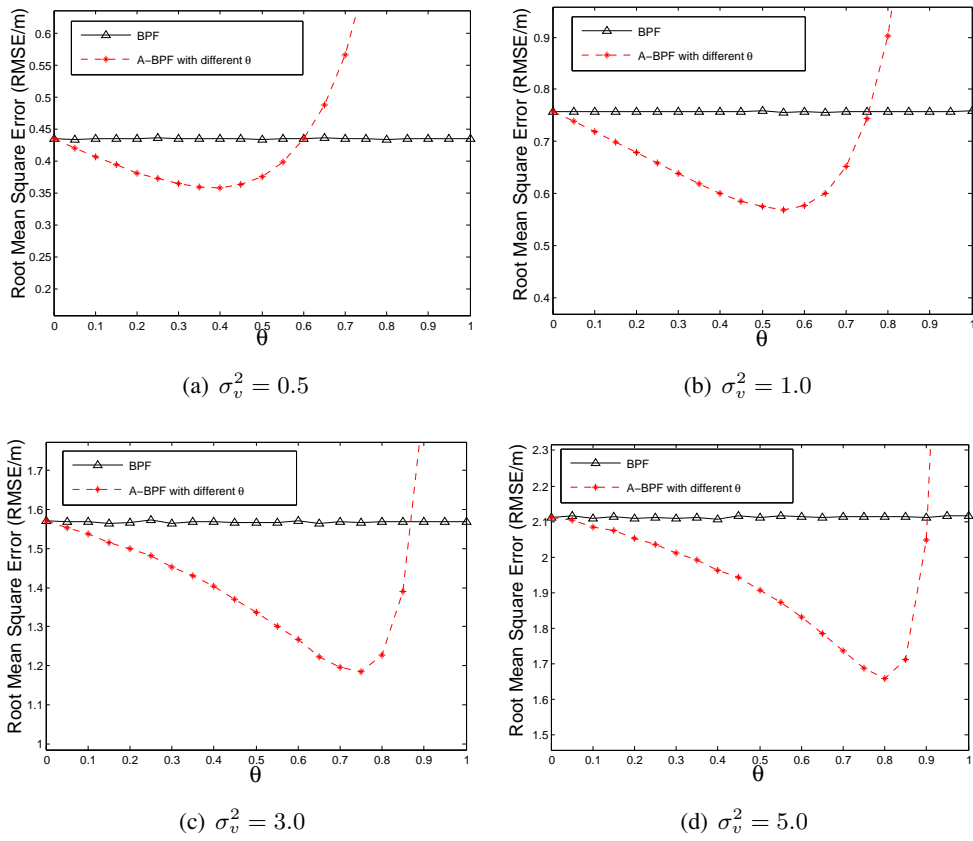 0.6
0.55
0.5
0.45
0.4
0.35
0.3
0.25
0.2
Root Mean Square Error (RMSE/m)
BPF
A-BPF with different θ
0 0.1 0.2 0.3 0.4 0.5 0.6 0.7 0.8 0.9 1
θ
(a) σ_v^2 = 0.5
0.9
0.8
0.7
0.6
0.5
0.4
Root Mean Square Error (RMSE/m)
BPF
A-BPF with different θ
0 0.1 0.2 0.3 0.4 0.5 0.6 0.7 0.8 0.9 1
θ
(b) σ_v^2 = 1.0
1.7
1.6
1.5
1.4
1.3
1.2
1.1
1
Root Mean Square Error (RMSE/m)
BPF
A-BPF with different θ
0 0.1 0.2 0.3 0.4 0.5 0.6 0.7 0.8 0.9 1
θ
(c) σ_v^2 = 3.0
2.3
2.2
2.1
2
1.9
1.8
1.7
1.6
1.5
Root Mean Square Error (RMSE/m)
BPF
A-BPF with different θ
0 0.1 0.2 0.3 0.4 0.5 0.6 0.7 0.8 0.9 1
θ
(d) σ_v^2 = 5.0